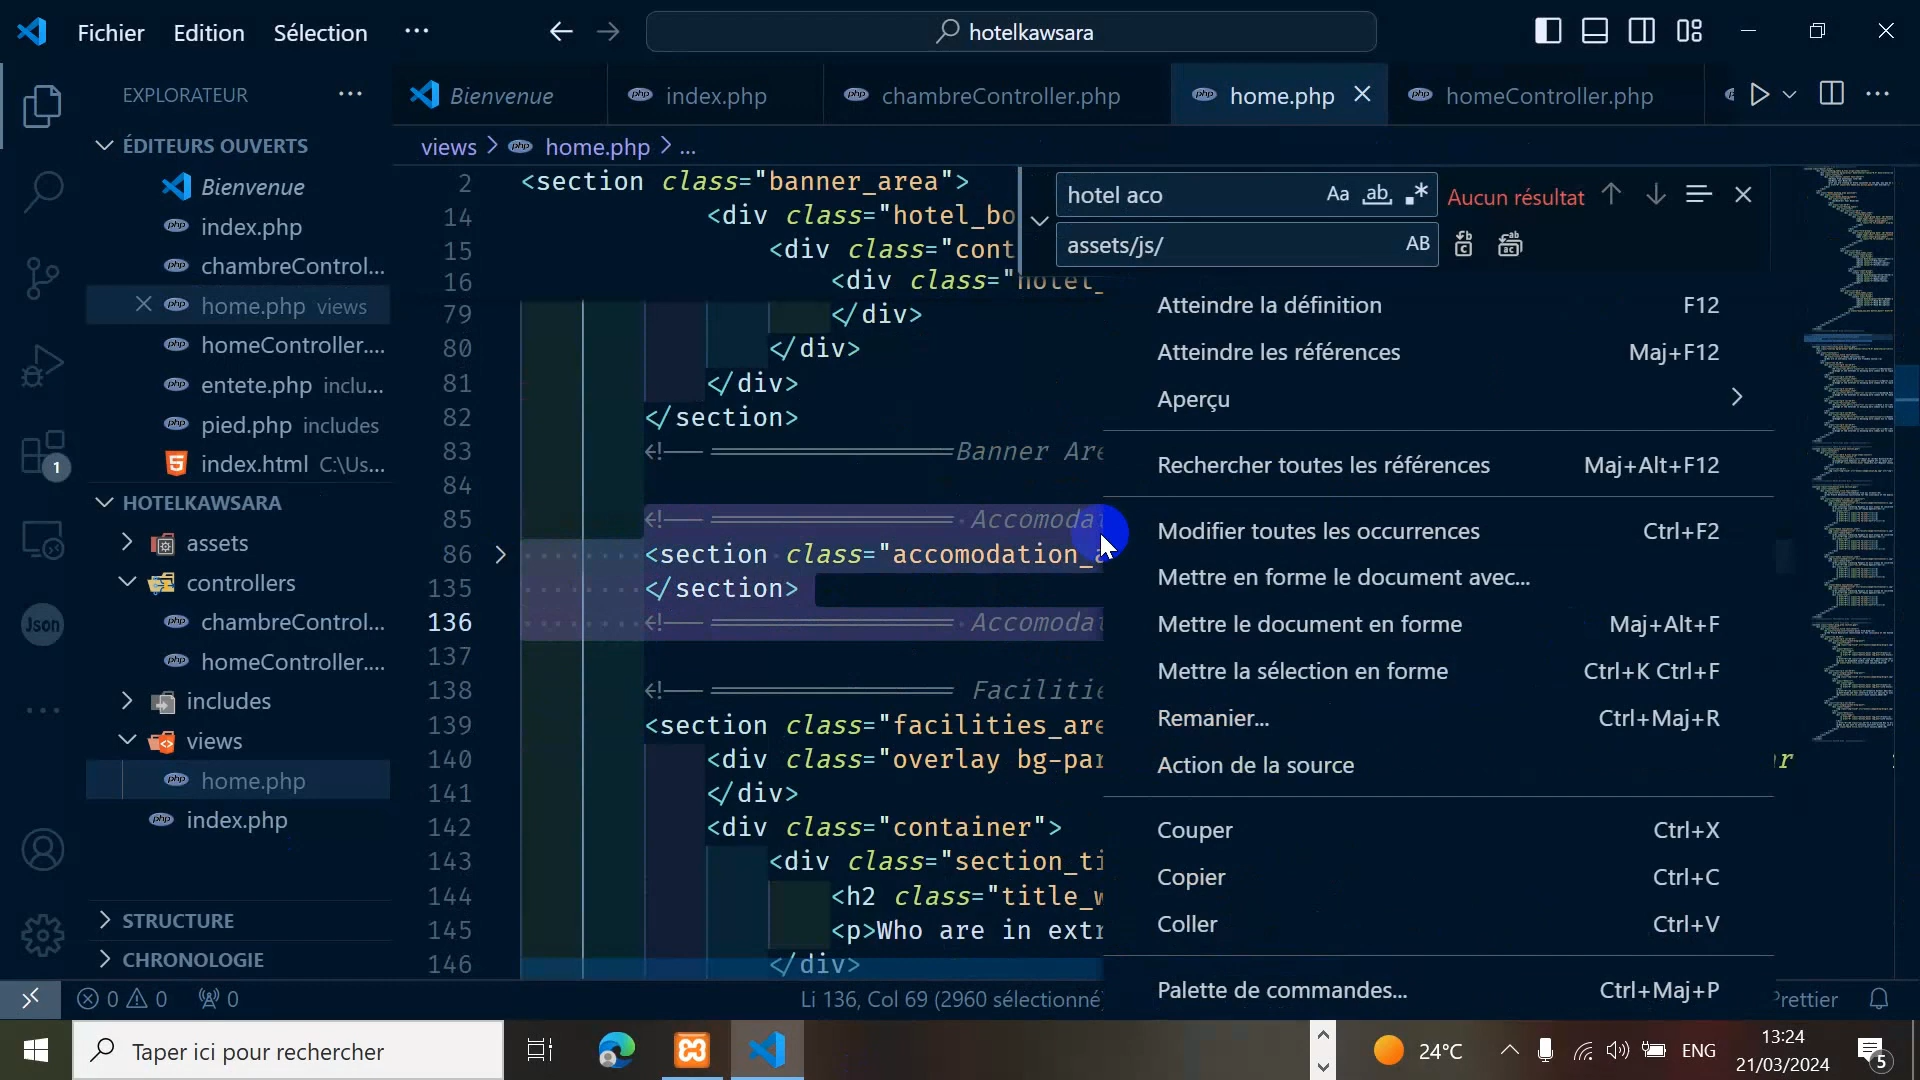 Fichier Edition Sélection ... hotelkawsara
EXPLORATEUR ...
Bienvenue index.php chambreController.php home.php homeController.php
ÉDITEURS OUVERTS
views > home.php > ...
Bienvenue
index.php
chambreControl...
home.php views
homeController....
entete.php inclu...
pied.php includes
index.html C:\Us...
HOTELKAWSARA
assets
controllers
chambreControl...
homeController....
includes
views
home.php
index.php
STRUCTURE
CHRONOLOGIE
1
Json
2 <section class="banner_area">
14 <div class="hotel_bo
15 <div class="cont
16 <div class="hotel_
79 </div>
80 </div>
81 </div>
82 </section>
83 <!-- ====================Banner Are
84
85 <!-- ==================== Accomodat
86 <section class="accomodation_a
135 </section>
136 <!-- ==================== Accomodat
137
138 <!-- ==================== Facilitie
139 <section class="facilities_are
140 <div class="overlay bg-par
141 </div>
142 <div class="container">
143 <div class="section_ti
144 <h2 class="title_w
145 <p>Who are in extr
146 </div>
hotel aco Aa ab .* Aucun résultat
assets/js/ AB
Atteindre la définition F12
Atteindre les références Maj+F12
Aperçu
Rechercher toutes les références Maj+Alt+F12
Modifier toutes les occurrences Ctrl+F2
Mettre en forme le document avec...
Mettre le document en forme Maj+Alt+F
Mettre la sélection en forme Ctrl+K Ctrl+F
Remanier... Ctrl+Maj+R
Action de la source
Couper Ctrl+X
Copier Ctrl+C
Coller Ctrl+V
Palette de commandes... Ctrl+Maj+P
0 0 0 Li 136, Col 69 (2960 sélectionné) Prettier
Taper ici pour rechercher 24°C ENG 13:24
21/03/2024
5